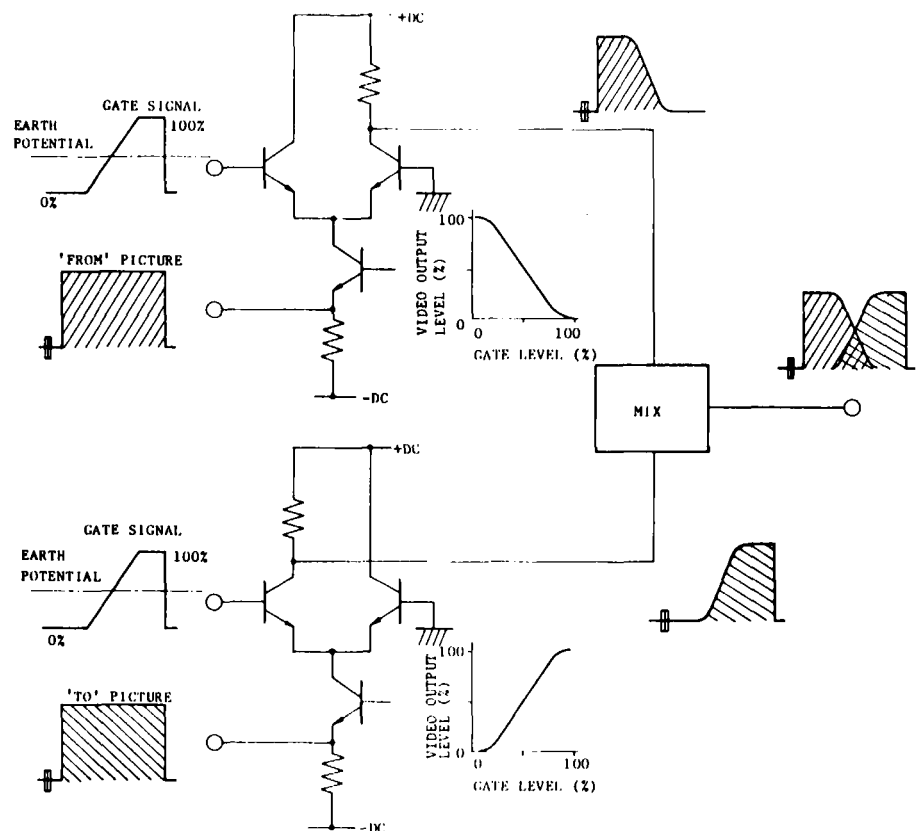 +DC
GATE SIGNAL
100%
EARTH
POTENTIAL
0%
'FROM' PICTURE
100
VIDEO OUTPUT
LEVEL (%)
0
0
100%
GATE LEVEL (%)
-DC
MIX
+DC
GATE SIGNAL
EARTH
POTENTIAL
100%
0%
'TO' PICTURE
100
VIDEO OUTPUT
LEVEL (%)
0
0
100
GATE LEVEL (%)
-DC